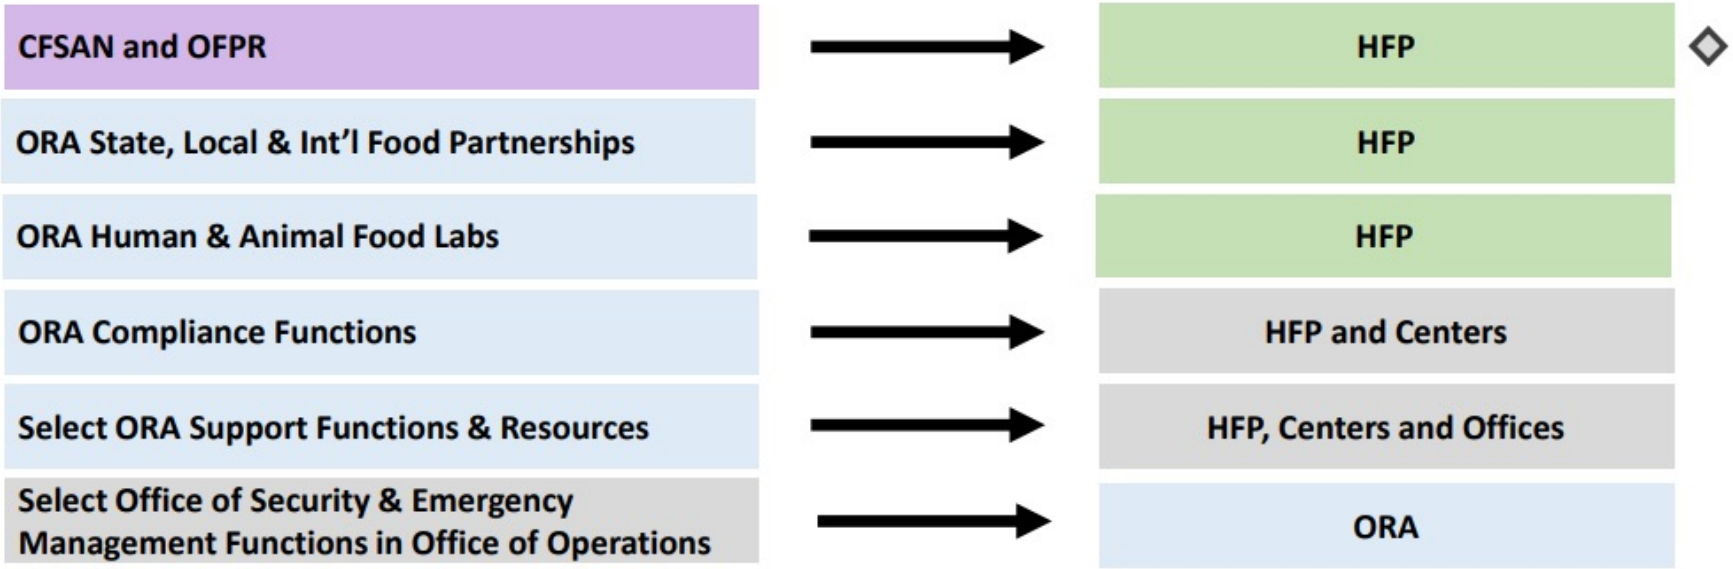 CFSAN and OFPR
HFP
ORA State, Local & Int'l Food Partnerships
HFP
ORA Human & Animal Food Labs
HFP
ORA Compliance Functions
HFP and Centers
Select ORA Support Functions & Resources
HFP, Centers and Offices
Select Office of Security & Emergency
Management Functions in Office of Operations
ORA